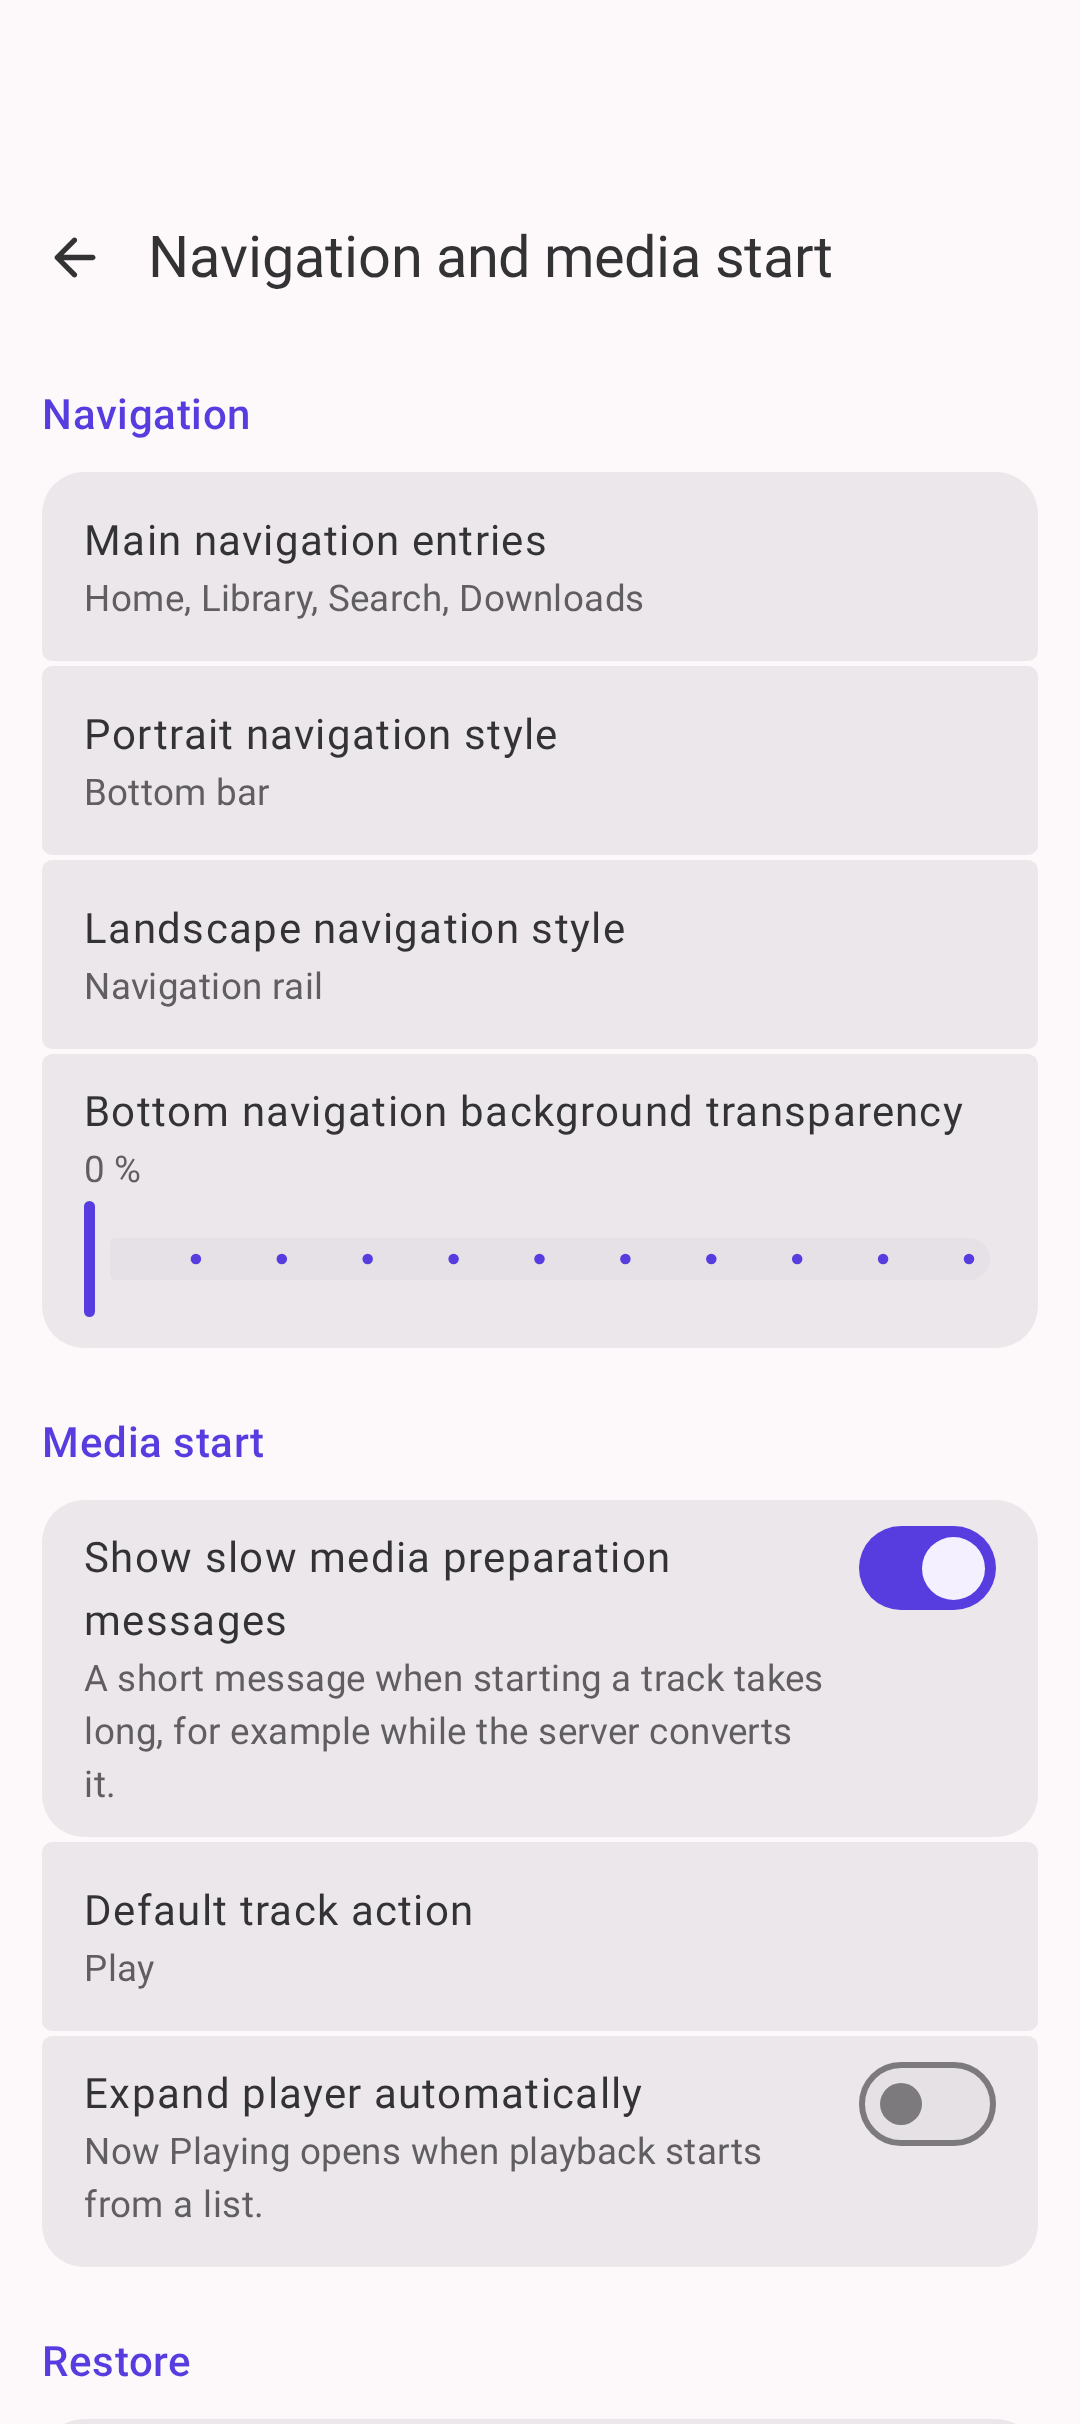 Navigation and media start
Navigation
Main navigation entries
Home, Library, Search, Downloads
Portrait navigation style
Bottom bar
Landscape navigation style
Navigation rail
Bottom navigation background transparency
0 %
Media start
Show slow media preparation
messages
A short message when starting a track takes
long, for example while the server converts
it.
Default track action
Play
Expand player automatically
Now Playing opens when playback starts
from a list.
Restore